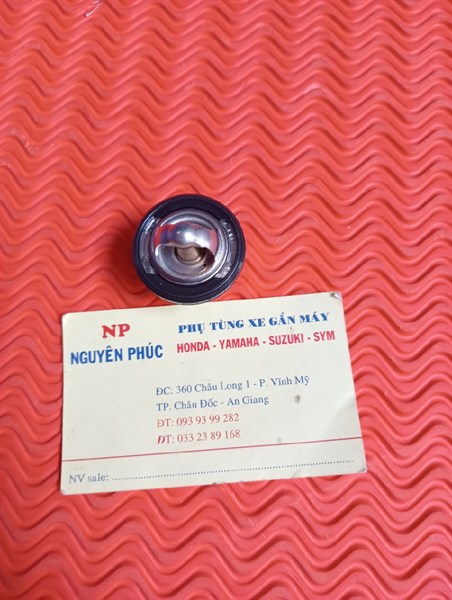 NP
NGUYÊN PHÚC
PHỤ TÙNG XE GẮN MÁY
HONDA - YAMAHA - SUZUKI - SYM
ĐC: 360 Châu Long 1 - P. Vĩnh Mỹ
TP. Châu Đốc - An Giang
ĐT: 093 93 99 282
ĐT: 033 23 89 168
NV sale: ............................................................